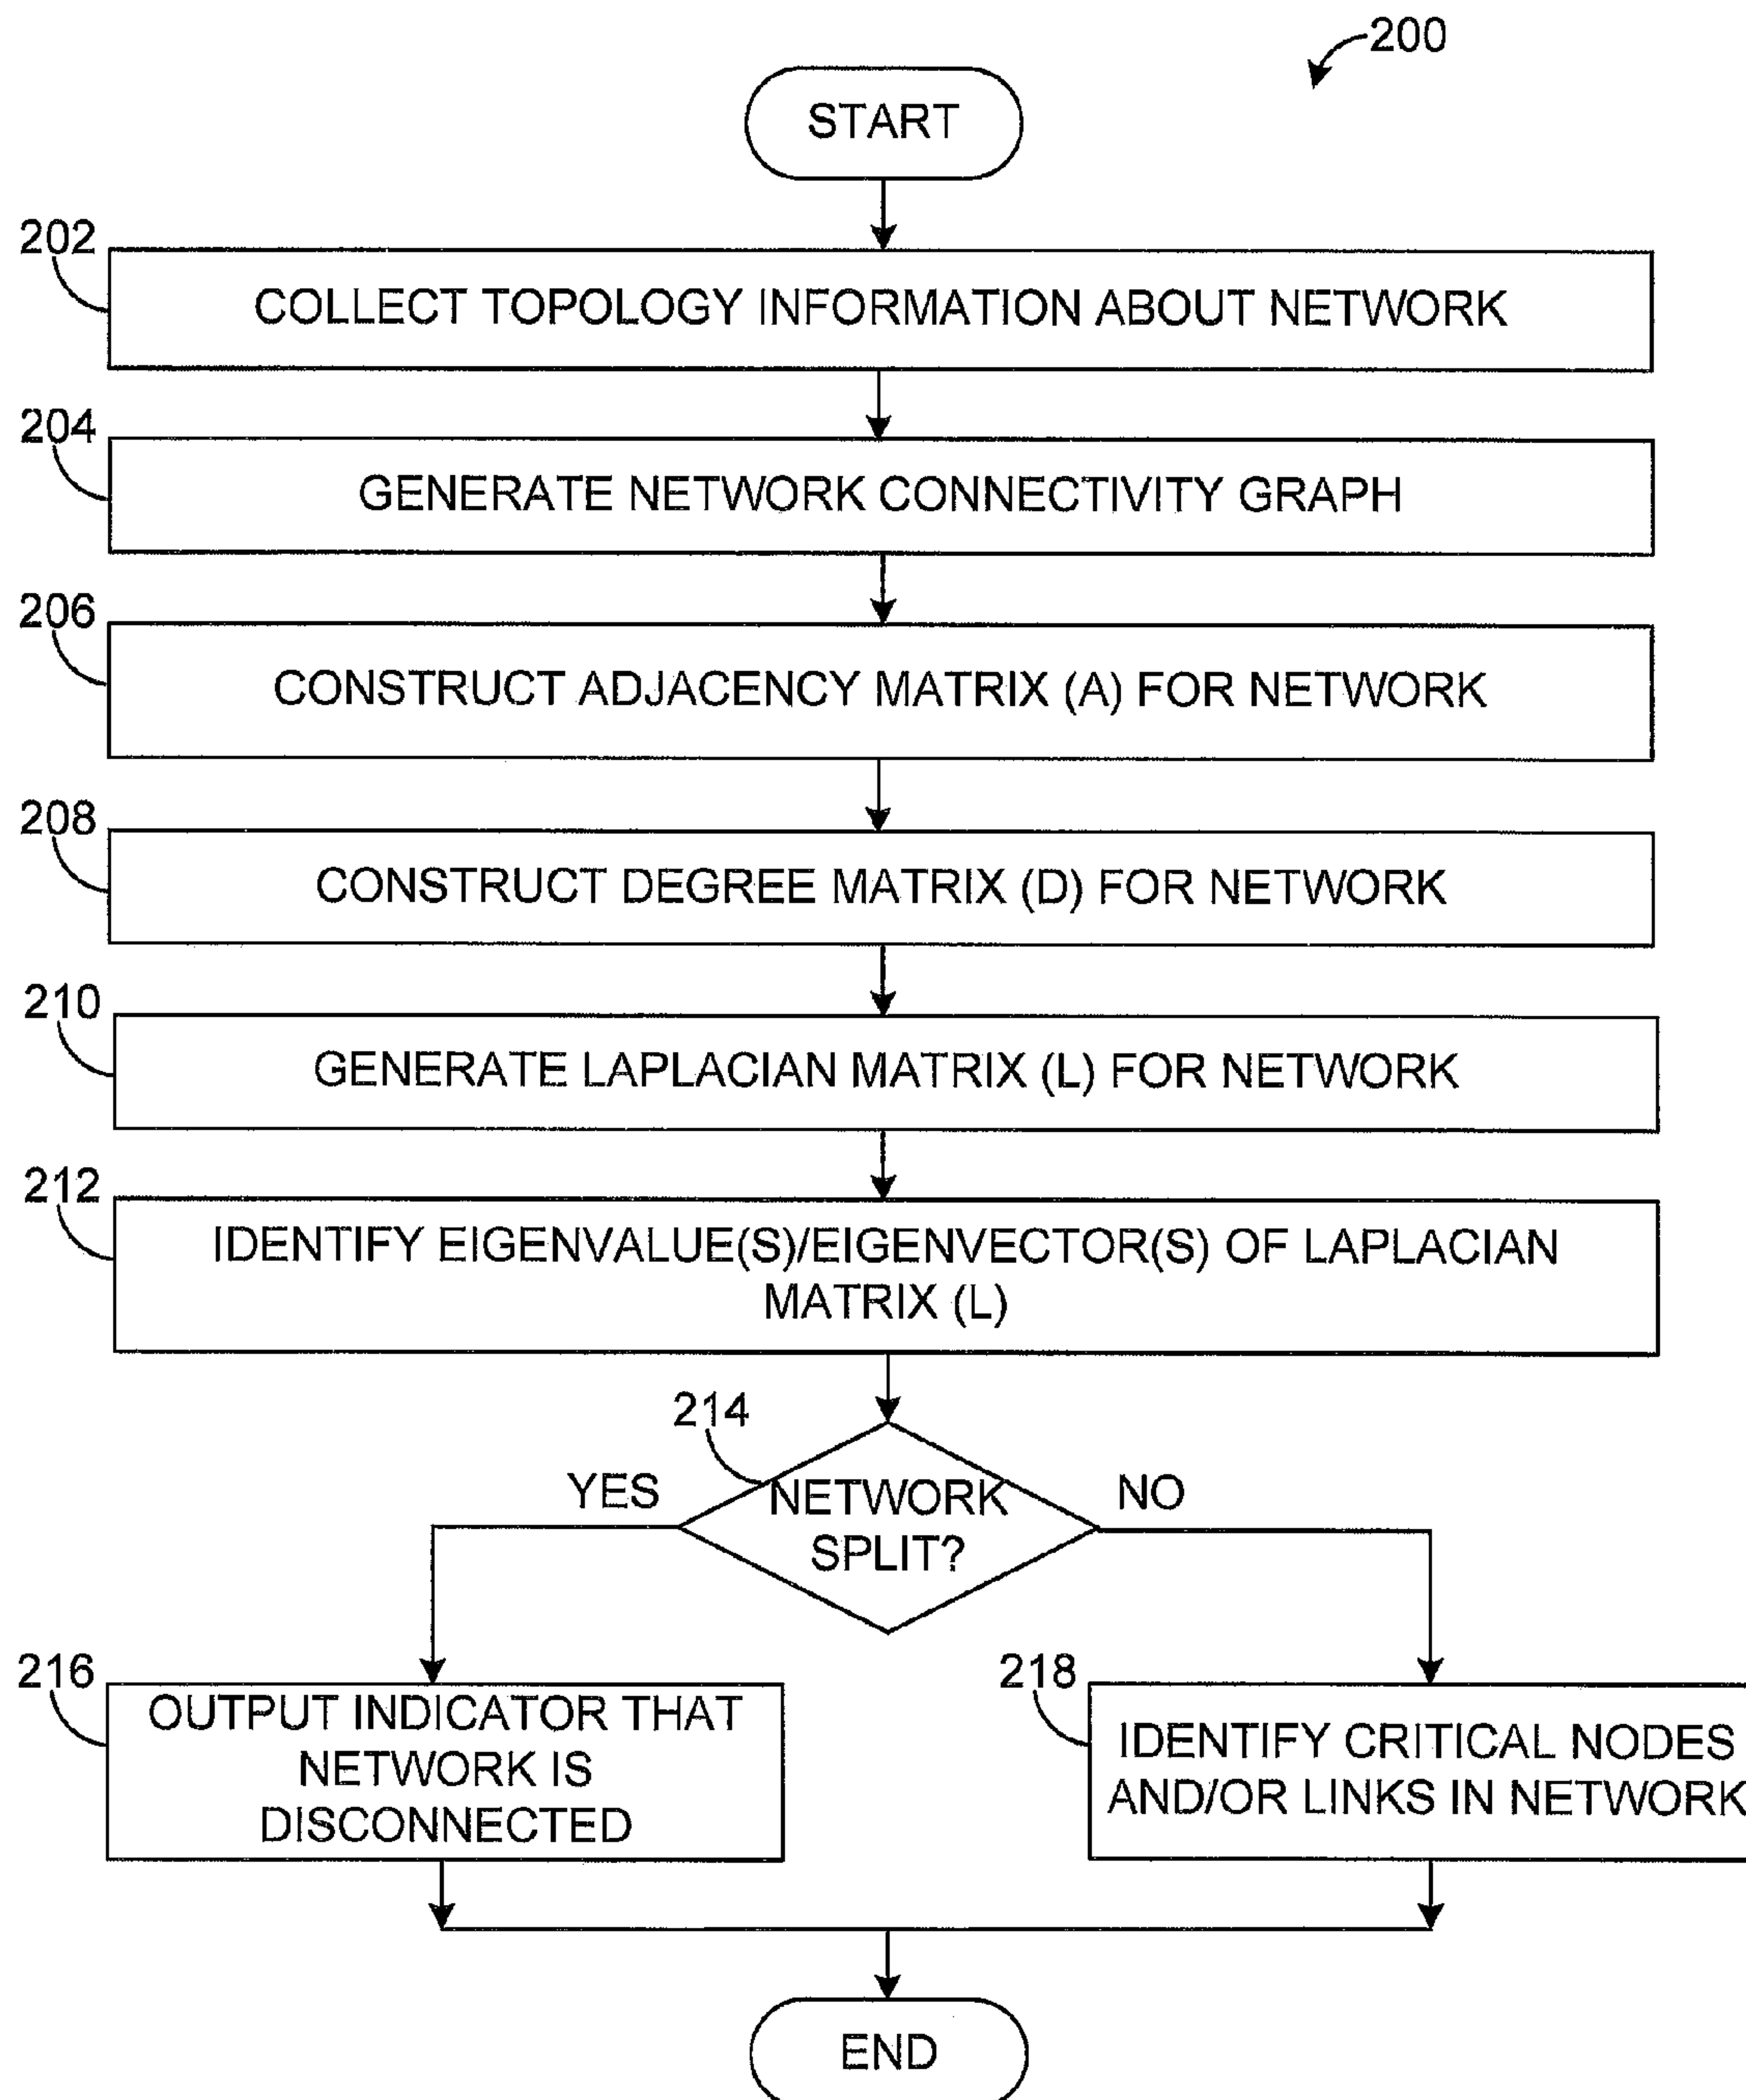 200
START
202
COLLECT TOPOLOGY INFORMATION ABOUT NETWORK
204
GENERATE NETWORK CONNECTIVITY GRAPH
206
CONSTRUCT ADJACENCY MATRIX (A) FOR NETWORK
208
CONSTRUCT DEGREE MATRIX (D) FOR NETWORK
210
GENERATE LAPLACIAN MATRIX (L) FOR NETWORK
212
IDENTIFY EIGENVALUE(S)/EIGENVECTOR(S) OF LAPLACIAN
MATRIX (L)
214
YES
NETWORK
SPLIT?
NO
216
OUTPUT INDICATOR THAT
NETWORK IS
DISCONNECTED
218
IDENTIFY CRITICAL NODES
AND/OR LINKS IN NETWORK
END